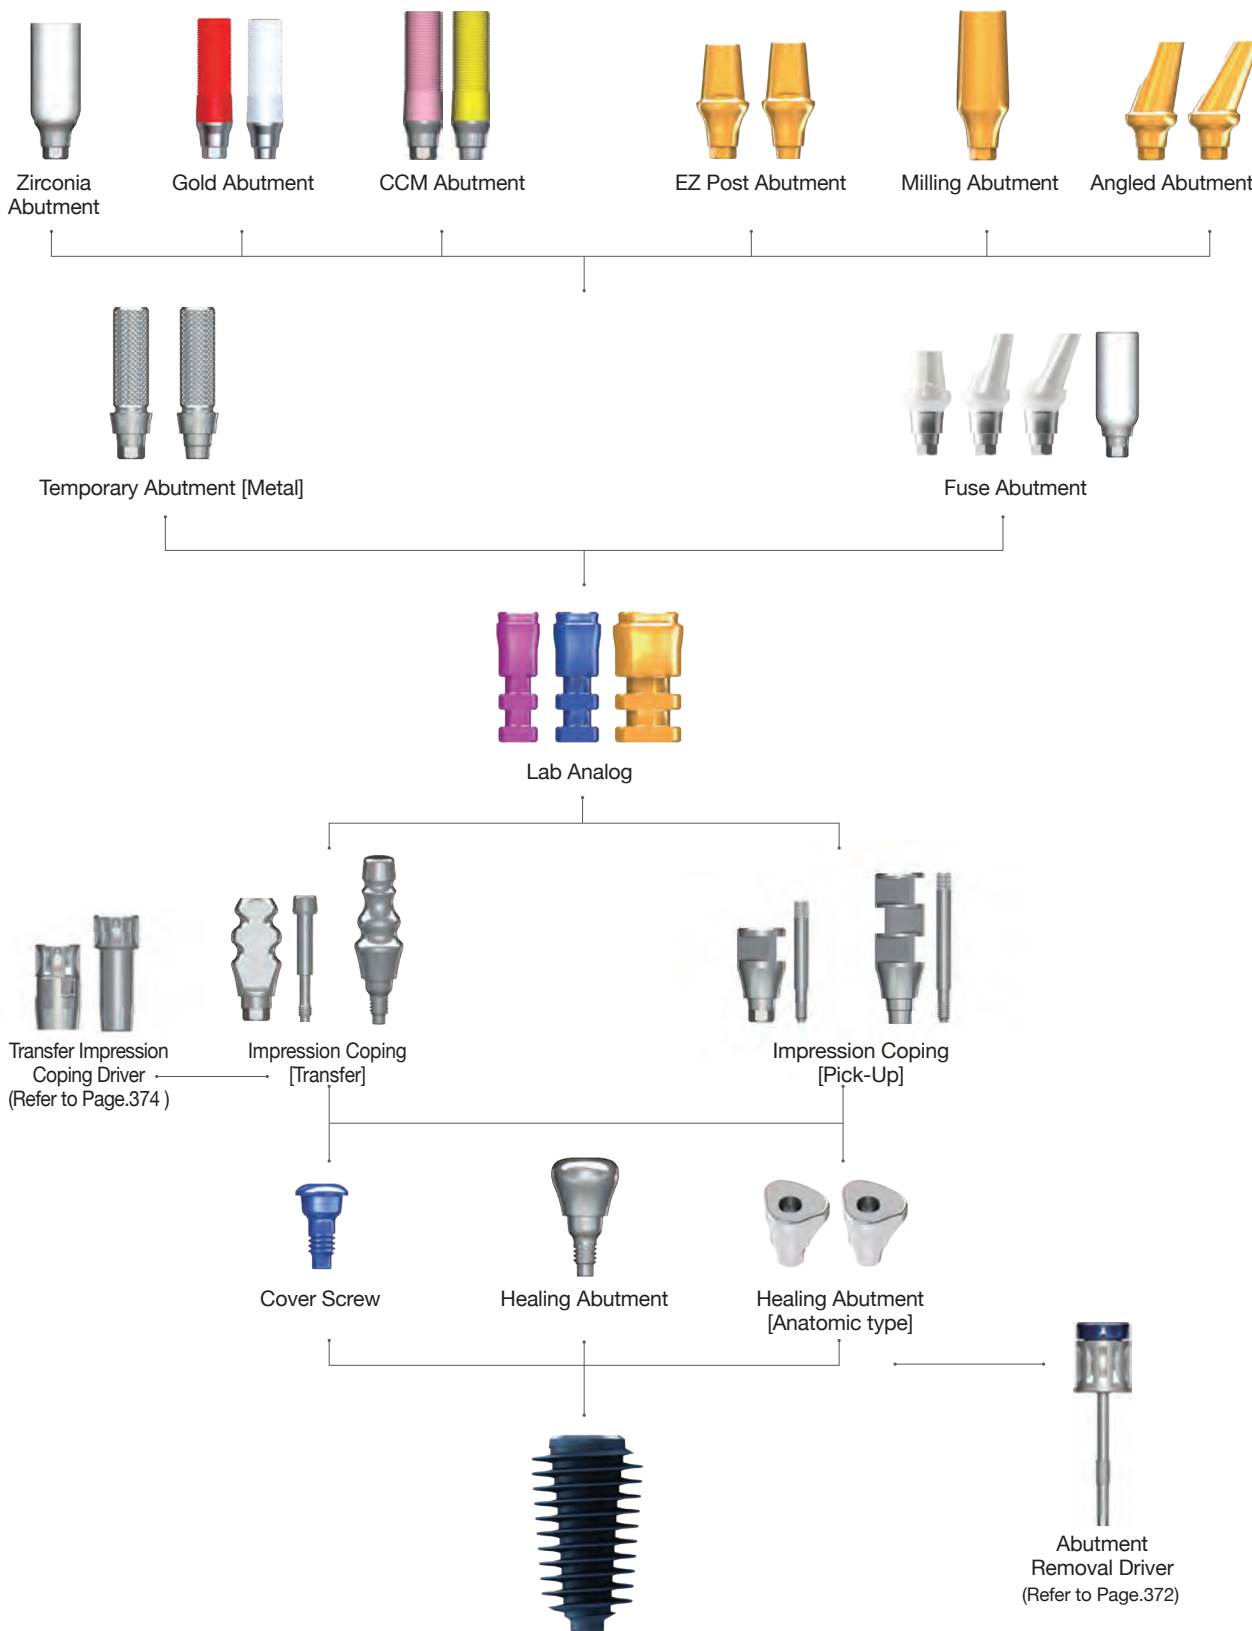 Zirconia
Abutment
Gold Abutment
CCM Abutment
EZ Post Abutment
Milling Abutment
Angled Abutment
Temporary Abutment [Metal]
Fuse Abutment
Lab Analog
Transfer Impression
Coping Driver
(Refer to Page.374 )
Impression Coping
[Transfer]
Impression Coping
[Pick-Up]
Cover Screw
Healing Abutment
Healing Abutment
[Anatomic type]
Abutment
Removal Driver
(Refer to Page.372)